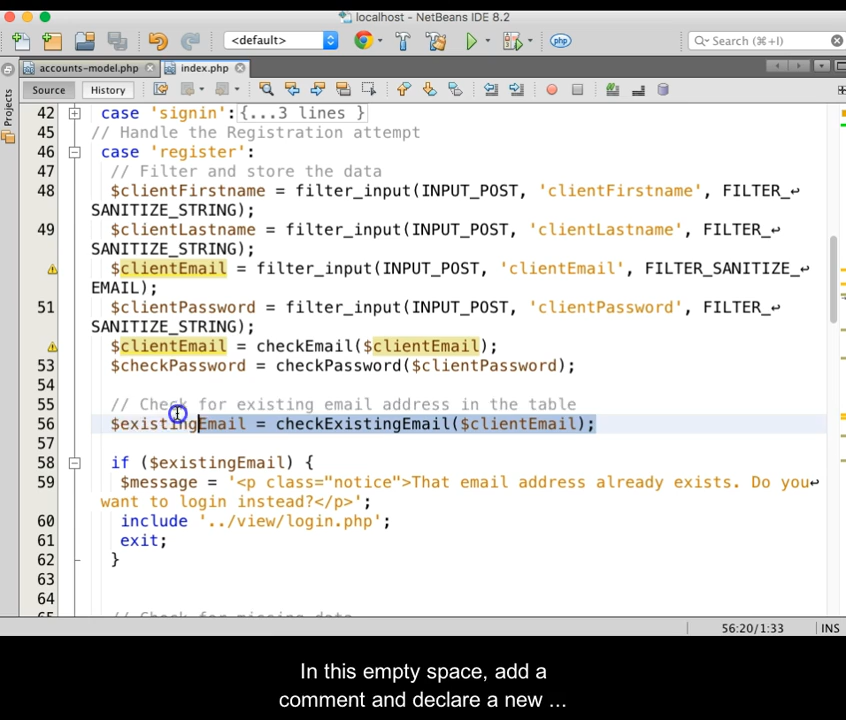 localhost - NetBeans IDE 8.2
<default>
php
Search (⌘+I)
accounts-model.php
index.php
Source
History
Projects
42 case 'signin':{...3 lines }
45 // Handle the Registration attempt
46 case 'register':
47 // Filter and store the data
48 $clientFirstname = filter_input(INPUT_POST, 'clientFirstname', FILTER_↩
SANITIZE_STRING);
49 $clientLastname = filter_input(INPUT_POST, 'clientLastname', FILTER_↩
SANITIZE_STRING);
$clientEmail = filter_input(INPUT_POST, 'clientEmail', FILTER_SANITIZE_↩
EMAIL);
51 $clientPassword = filter_input(INPUT_POST, 'clientPassword', FILTER_↩
SANITIZE_STRING);
$clientEmail = checkEmail($clientEmail);
53 $checkPassword = checkPassword($clientPassword);
54
55 // Check for existing email address in the table
56 $existingEmail = checkExistingEmail($clientEmail);
57
58 if ($existingEmail) {
59 $message = '<p class="notice">That email address already exists. Do you↩
want to login instead?</p>';
60 include '../view/login.php';
61 exit;
62 }
63
64
65 // Check for missing data
56:20/1:33
INS
In this empty space, add a
comment and declare a new ...